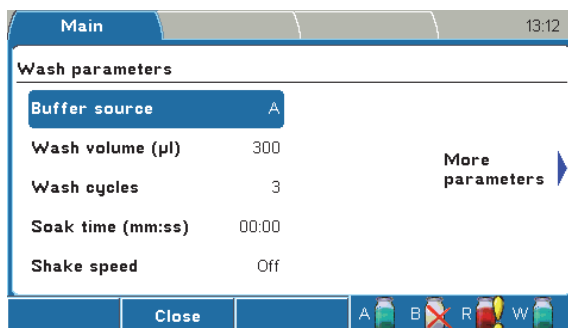 Main 13:12
Wash parameters
Buffer source A
Wash volume (µl) 300
Wash cycles 3
Soak time (mm:ss) 00:00
Shake speed Off
More
parameters
Close A B R W